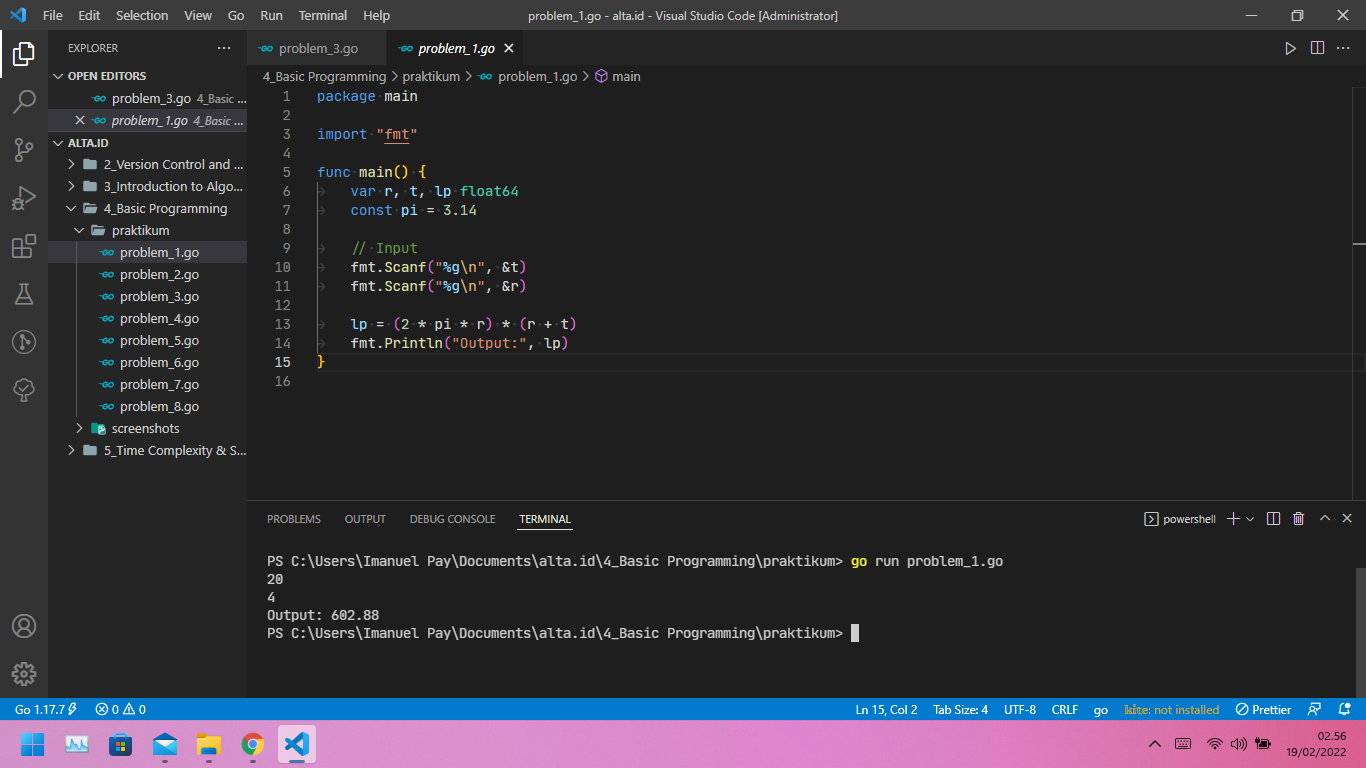 File Edit Selection View Go Run Terminal Help problem_1.go - alta.id - Visual Studio Code [Administrator]
EXPLORER
OPEN EDITORS
problem_3.go 4_Basic ...
problem_1.go 4_Basic ...
ALTA.ID
2_Version Control and ...
3_Introduction to Algo...
4_Basic Programming
praktikum
problem_1.go
problem_2.go
problem_3.go
problem_4.go
problem_5.go
problem_6.go
problem_7.go
problem_8.go
screenshots
5_Time Complexity & S...
problem_3.go problem_1.go
4_Basic Programming > praktikum > problem_1.go > main
1 package main
2
3 import "fmt"
4
5 func main() {
6 var r, t, lp float64
7 const pi = 3.14
8
9 // Input
10 fmt.Scanf("%g\n", &t)
11 fmt.Scanf("%g\n", &r)
12
13 lp = (2 * pi * r) * (r + t)
14 fmt.Println("Output:", lp)
15 }
16
PROBLEMS OUTPUT DEBUG CONSOLE TERMINAL powershell
PS C:\Users\Imanuel Pay\Documents\alta.id\4_Basic Programming\praktikum> go run problem_1.go
20
4
Output: 602.88
PS C:\Users\Imanuel Pay\Documents\alta.id\4_Basic Programming\praktikum>
Go 1.17.7 0 0 Ln 15, Col 2 Tab Size: 4 UTF-8 CRLF go kite: not installed Prettier
02.56
19/02/2022